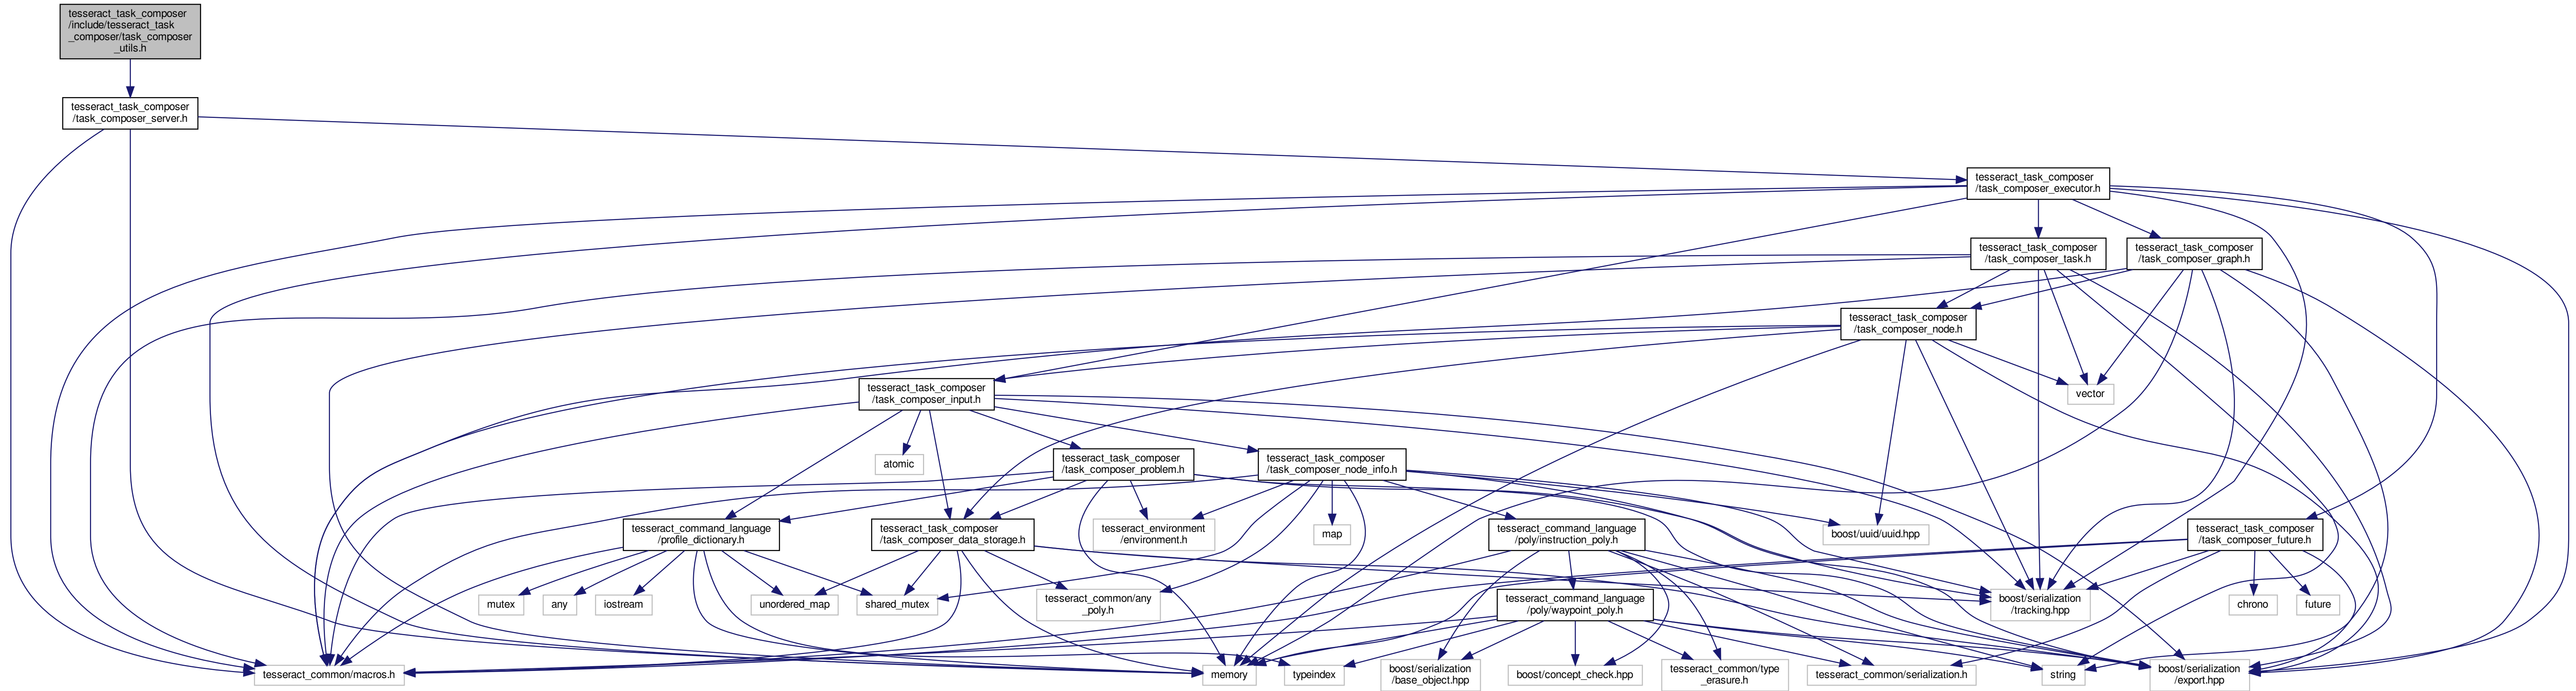 tesseract_task_composer
/include/tesseract_task
_composer/task_composer
_utils.h
tesseract_task_composer
/task_composer_server.h
tesseract_task_composer
/task_composer_executor.h
tesseract_task_composer
/task_composer_task.h
tesseract_task_composer
/task_composer_graph.h
tesseract_task_composer
/task_composer_node.h
tesseract_task_composer
/task_composer_input.h
vector
atomic
tesseract_task_composer
/task_composer_problem.h
tesseract_task_composer
/task_composer_node_info.h
tesseract_command_language
/profile_dictionary.h
tesseract_task_composer
/task_composer_data_storage.h
tesseract_environment
/environment.h
map
tesseract_command_language
/poly/instruction_poly.h
boost/uuid/uuid.hpp
tesseract_task_composer
/task_composer_future.h
mutex
any
iostream
unordered_map
shared_mutex
tesseract_common/any
_poly.h
tesseract_command_language
/poly/waypoint_poly.h
boost/serialization
/tracking.hpp
chrono
future
tesseract_common/macros.h
memory
typeindex
boost/serialization
/base_object.hpp
boost/concept_check.hpp
tesseract_common/type
_erasure.h
tesseract_common/serialization.h
string
boost/serialization
/export.hpp